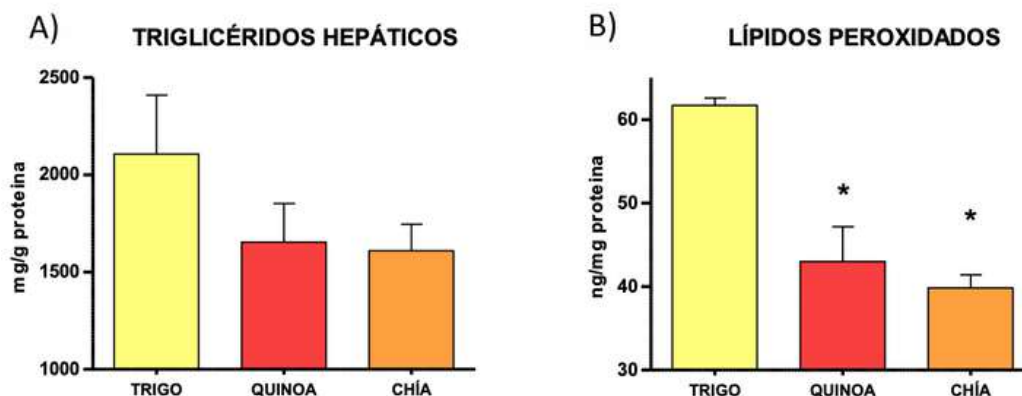 A)
TRIGLICÉRIDOS HEPÁTICOS
mg/g proteina
2500
2000
1500
1000
TRIGO QUINOA CHÍA
B)
LÍPIDOS PEROXIDADOS
ng/mg proteina
60
50
40
30
*
*
TRIGO QUINOA CHÍA